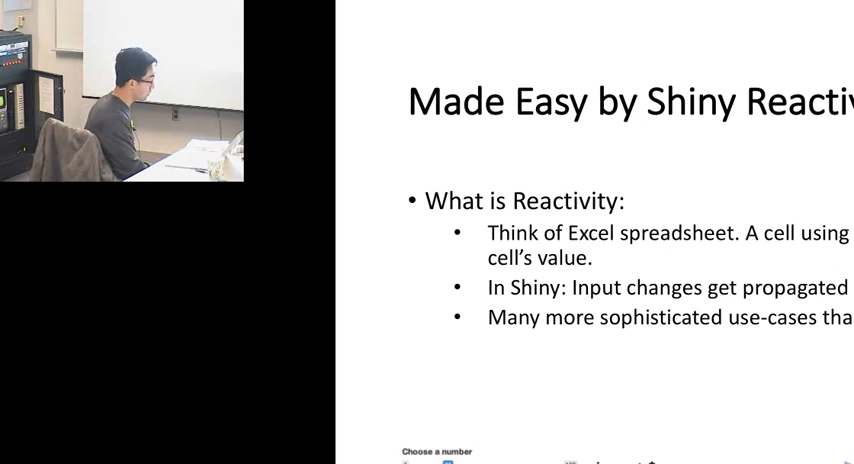 Made Easy by Shiny Reactiv
• What is Reactivity:
• Think of Excel spreadsheet. A cell using
cell's value.
• In Shiny: Input changes get propagated
• Many more sophisticated use-cases tha
Choose a number